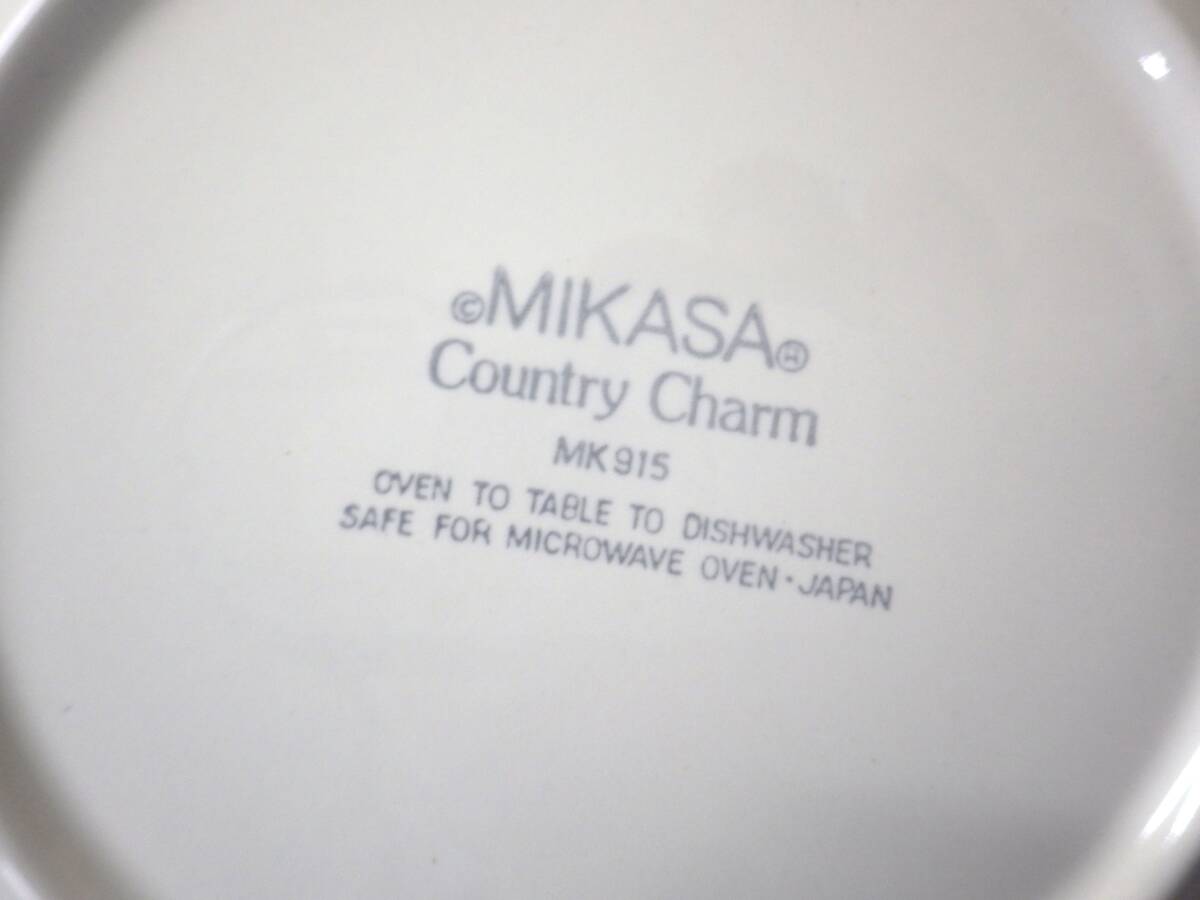 ©MIKASA®
Country Charm
MK915
OVEN TO TABLE TO DISHWASHER
SAFE FOR MICROWAVE OVEN·JAPAN